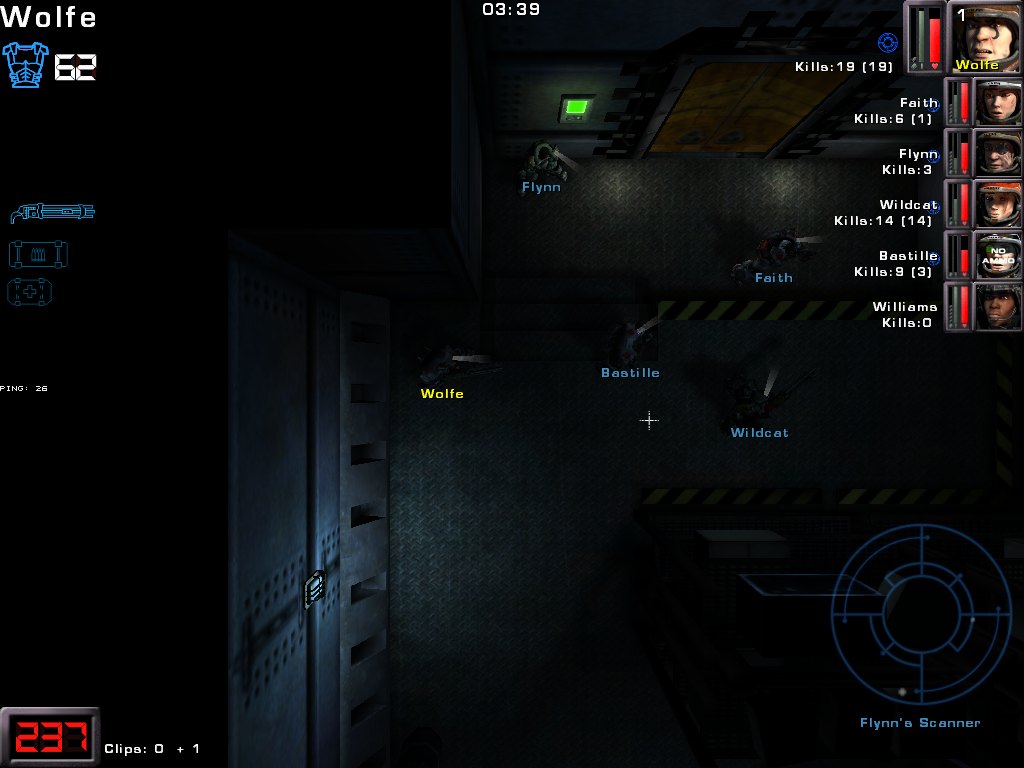 Wolfe
62
03:39
1
Kills:19 (19)
Wolfe
Faith
Kills:6 (1)
Flynn
Kills:3
Wildcat
Kills:14 (14)
Bastille
NO
AMMO
Kills:9 (3)
Williams
Kills:0
Flynn
Faith
Bastille
Wolfe
Wildcat
PING: 26
Flynn's Scanner
237
Clips: 0 + 1